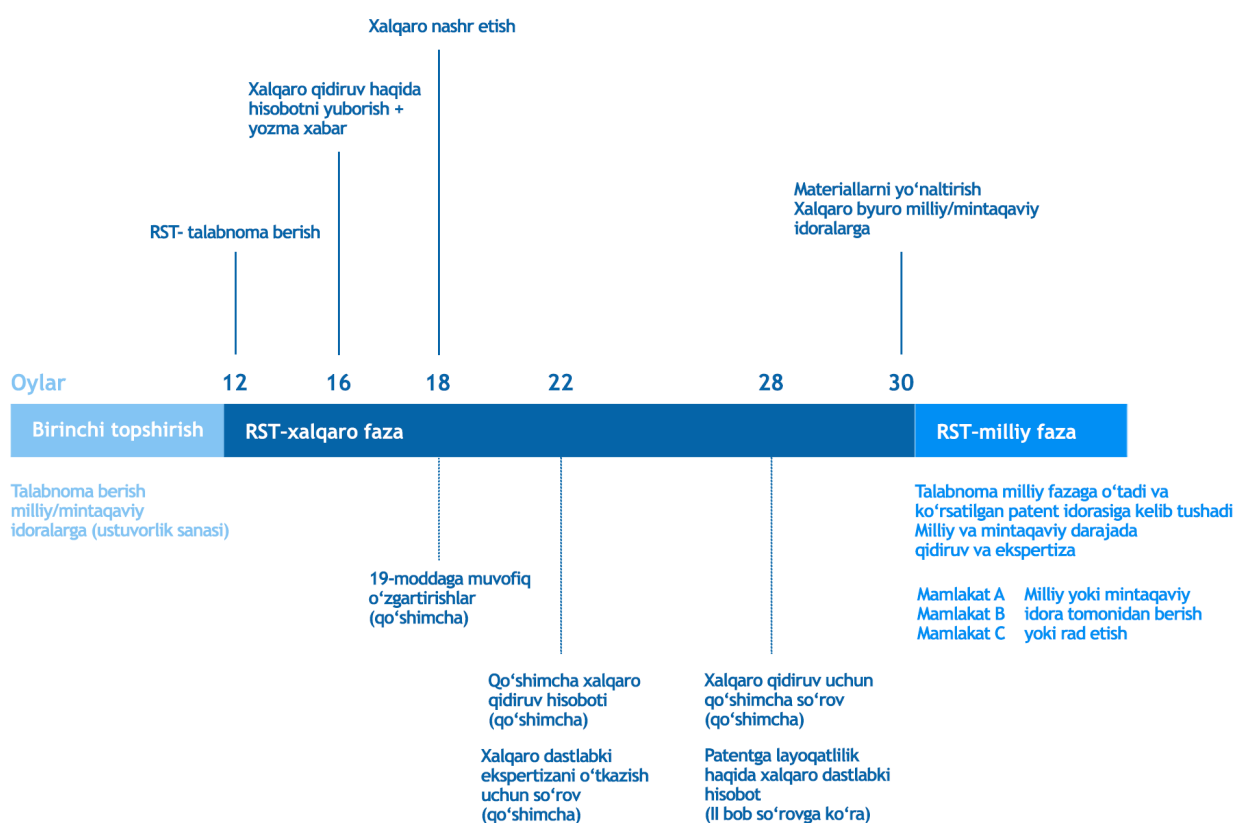 Xalqaro nashr etish
Xalqaro qidiruv haqida
hisobotni yuborish +
yozma xabar
Materiallarni yo‘naltirish
Xalqaro byuro milliy/mintaqaviy
idoralarga
RST- talabnoma berish
Oylar 12 16 18 22 28 30
Birinchi topshirish RST-xalqaro faza RST-milliy faza
Talabnoma berish
milliy/mintaqaviy
idoralarga (ustuvorlik sanasi)
Talabnoma milliy fazaga o‘tadi va
ko‘rsatilgan patent idorasiga kelib tushadi
Milliy va mintaqaviy darajada
qidiruv va ekspertiza
19-moddaga muvofiq
o‘zgartirishlar
(qo‘shimcha)
Mamlakat A Milliy yoki mintaqaviy
Mamlakat B idora tomonidan berish
Mamlakat C yoki rad etish
Qo‘shimcha xalqaro
qidiruv hisoboti
(qo‘shimcha)
Xalqaro dastlabki
ekspertizani o‘tkazish
uchun so‘rov
(qo‘shimcha)
Xalqaro qidiruv uchun
qo‘shimcha so‘rov
(qo‘shimcha)
Patentga layoqatlilik
haqida xalqaro dastlabki
hisobot
(II bob so‘rovga ko‘ra)